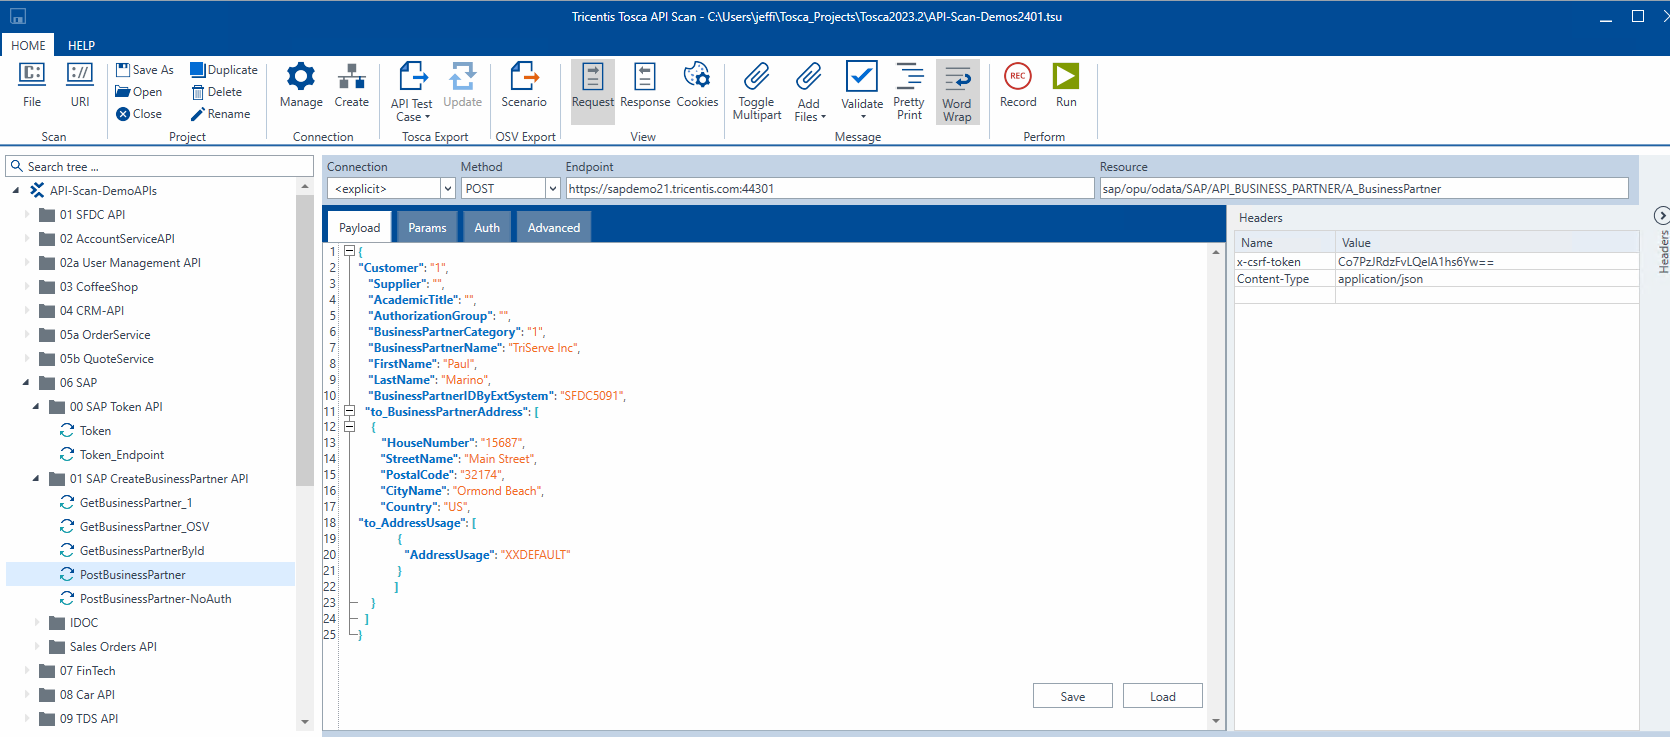 Tricentis Tosca API Scan - C:\Users\jeffi\Tosca_Projects\Tosca2023.2\API-Scan-Demos2401.tsu
HOME HELP
File URI
Scan
Save As Duplicate
Open Delete
Close Rename
Project
Manage Create
Connection
API Test Case Update
Tosca Export
Scenario
OSV Export
Request Response Cookies
View
Toggle Multipart Add Files Validate Pretty Print Word Wrap
Message
REC
Record Run
Perform
Search tree ...
API-Scan-DemoAPIs
01 SFDC API
02 AccountServiceAPI
02a User Management API
03 CoffeeShop
04 CRM-API
05a OrderService
05b QuoteService
06 SAP
00 SAP Token API
Token
Token_Endpoint
01 SAP CreateBusinessPartner API
GetBusinessPartner_1
GetBusinessPartner_OSV
GetBusinessPartnerById
PostBusinessPartner
PostBusinessPartner-NoAuth
IDOC
Sales Orders API
07 FinTech
08 Car API
09 TDS API
Connection Method Endpoint Resource
<explicit> POST https://sapdemo21.tricentis.com:44301 sap/opu/odata/SAP/API_BUSINESS_PARTNER/A_BusinessPartner
Payload Params Auth Advanced
1 {
2 "Customer": "1",
3 "Supplier": "",
4 "AcademicTitle": "",
5 "AuthorizationGroup": "",
6 "BusinessPartnerCategory": "1",
7 "BusinessPartnerName": "TriServe Inc",
8 "FirstName": "Paul",
9 "LastName": "Marino",
10 "BusinessPartnerIDByExtSystem": "SFDC5091",
11 "to_BusinessPartnerAddress": [
12 {
13 "HouseNumber": "15687",
14 "StreetName": "Main Street",
15 "PostalCode": "32174",
16 "CityName": "Ormond Beach",
17 "Country": "US",
18 "to_AddressUsage": [
19 {
20 "AddressUsage": "XXDEFAULT"
21 }
22 ]
23 }
24 ]
25 }
Save Load
Headers
Name Value
x-csrf-token Co7PzJRdzFvLQelA1hs6Yw==
Content-Type application/json
Headers